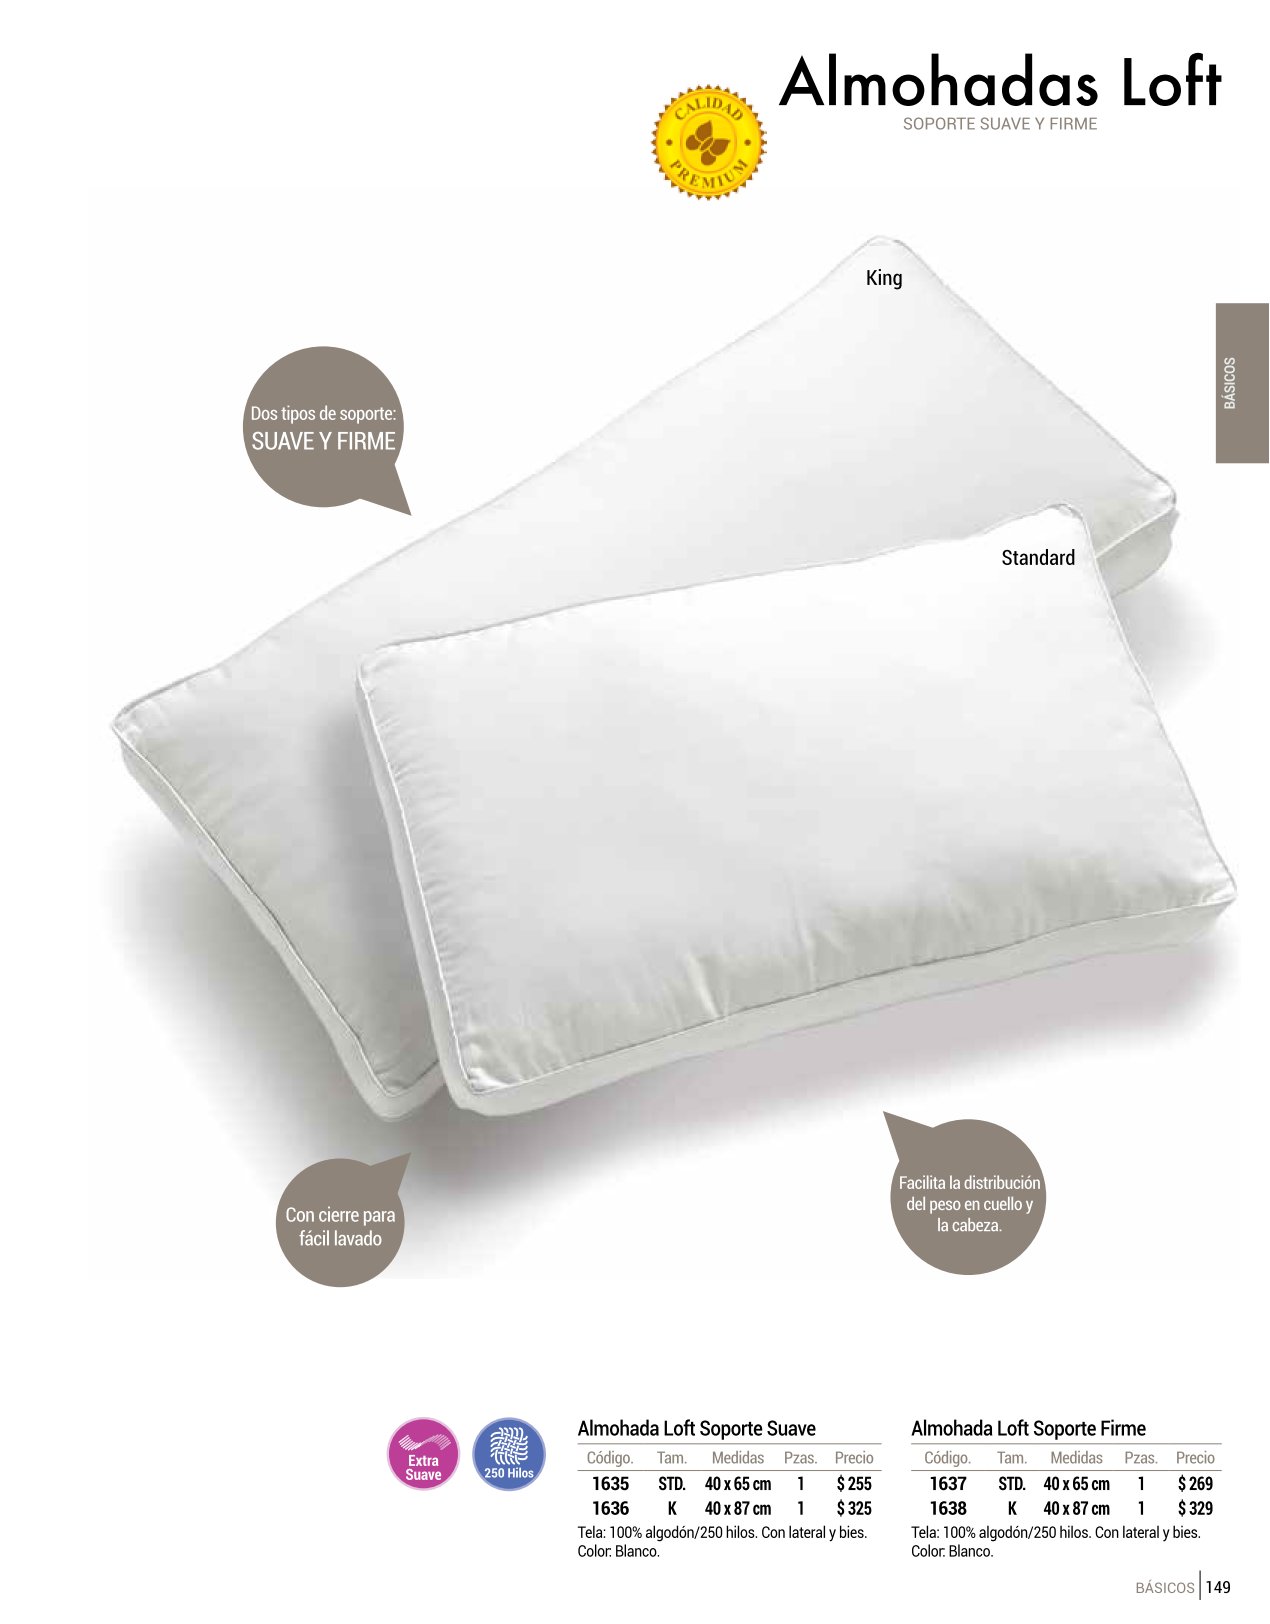 Almohadas Loft
SOPORTE SUAVE Y FIRME
CALIDAD
PREMIUM
King
BÁSICOS
Dos tipos de soporte:
SUAVE Y FIRME
Standard
Facilita la distribución
del peso en cuello y
la cabeza.
Con cierre para
fácil lavado
Extra
Suave
250 Hilos
Almohada Loft Soporte Suave
Código. Tam. Medidas Pzas. Precio
1635 STD. 40 x 65 cm 1 $ 255
1636 K 40 x 87 cm 1 $ 325
Tela: 100% algodón/250 hilos. Con lateral y bies.
Color: Blanco.
Almohada Loft Soporte Firme
Código. Tam. Medidas Pzas. Precio
1637 STD. 40 x 65 cm 1 $ 269
1638 K 40 x 87 cm 1 $ 329
Tela: 100% algodón/250 hilos. Con lateral y bies.
Color: Blanco.
BÁSICOS 149